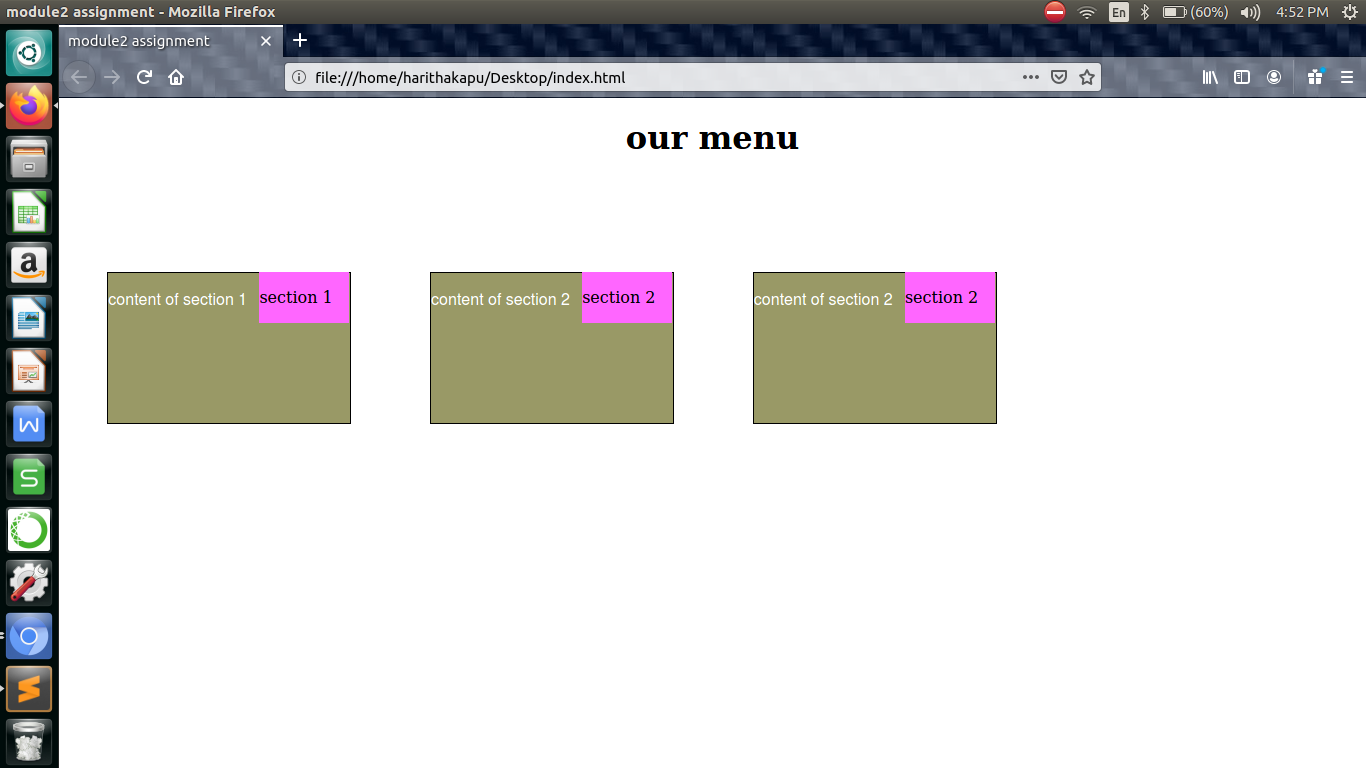 module2 assignment - Mozilla Firefox
En
(60%)
4:52 PM
module2 assignment
file:///home/harithakapu/Desktop/index.html
our menu
content of section 1
section 1
content of section 2
section 2
content of section 2
section 2
a
W
S